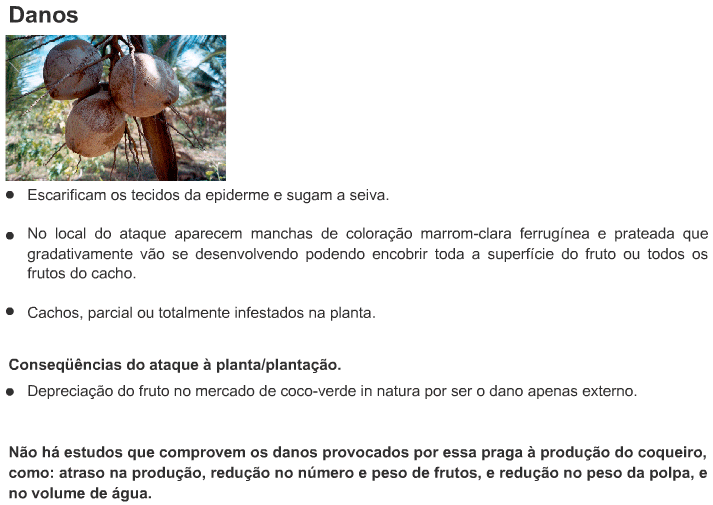 Danos
● Escarificam os tecidos da epiderme e sugam a seiva.
● No local do ataque aparecem manchas de coloração marrom-clara ferrugínea e prateada que
gradativamente vão se desenvolvendo podendo encobrir toda a superfície do fruto ou todos os
frutos do cacho.
● Cachos, parcial ou totalmente infestados na planta.
Conseqüências do ataque à planta/plantação.
● Depreciação do fruto no mercado de coco-verde in natura por ser o dano apenas externo.
Não há estudos que comprovem os danos provocados por essa praga à produção do coqueiro,
como: atraso na produção, redução no número e peso de frutos, e redução no peso da polpa, e
no volume de água.